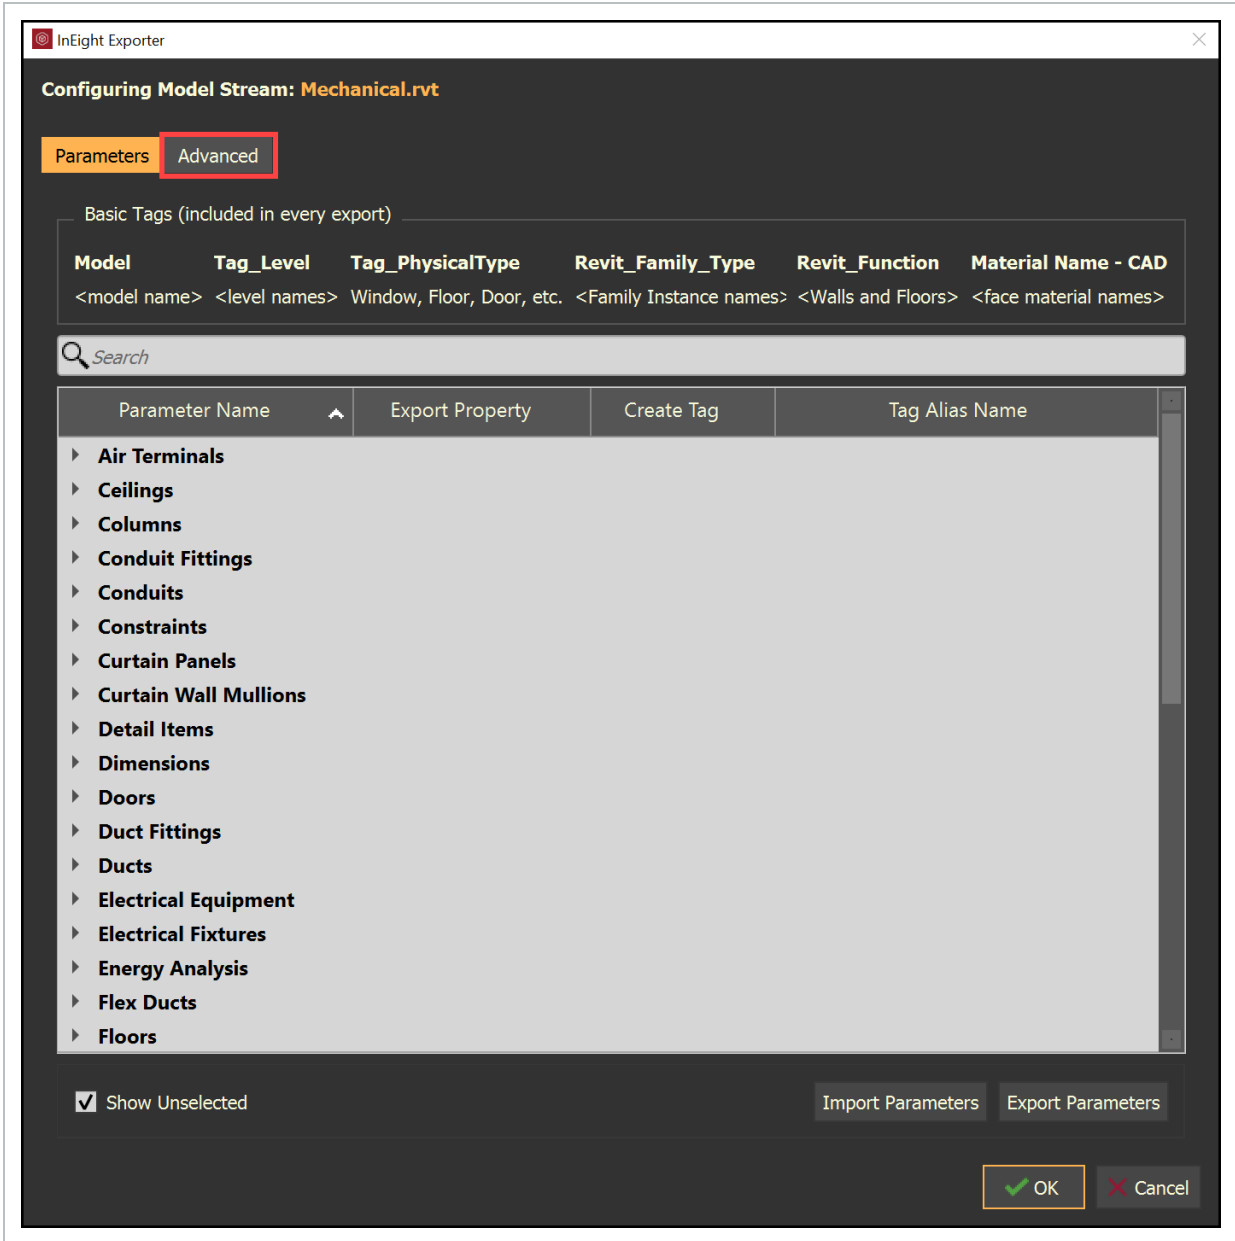 InEight Exporter
Configuring Model Stream: Mechanical.rvt
Parameters Advanced
Basic Tags (included in every export)
Model Tag_Level Tag_PhysicalType Revit_Family_Type Revit_Function Material Name - CAD
<model name> <level names> Window, Floor, Door, etc. <Family Instance names> <Walls and Floors> <face material names>
Search
Parameter Name Export Property Create Tag Tag Alias Name
Air Terminals
Ceilings
Columns
Conduit Fittings
Conduits
Constraints
Curtain Panels
Curtain Wall Mullions
Detail Items
Dimensions
Doors
Duct Fittings
Ducts
Electrical Equipment
Electrical Fixtures
Energy Analysis
Flex Ducts
Floors
Show Unselected Import Parameters Export Parameters
OK Cancel